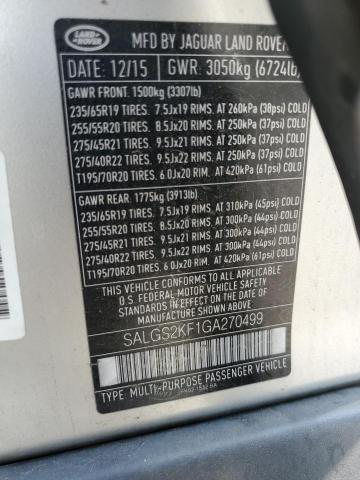 LAND ROVER
MFD BY JAGUAR LAND ROVER
DATE: 12/15 GWR: 3050kg (6724lb)
GAWR FRONT: 1500kg (3307lb)
235/65R19 TIRES. 7.5Jx19 RIMS. AT 260kPa (38psi) COLD
255/55R20 TIRES. 8.5Jx20 RIMS. AT 250kPa (37psi) COLD
275/45R21 TIRES. 9.5Jx21 RIMS. AT 250kPa (37psi) COLD
275/40R22 TIRES. 9.5Jx22 RIMS. AT 250kPa (37psi) COLD
T195/70R20 TIRES. 6.0Jx20 RIM. AT 420kPa (61psi) COLD
GAWR REAR: 1775kg (3913lb)
235/65R19 TIRES. 7.5Jx19 RIMS. AT 310kPa (45psi) COLD
255/55R20 TIRES. 8.5Jx20 RIMS. AT 300kPa (44psi) COLD
275/45R21 TIRES. 9.5Jx21 RIMS. AT 300kPa (44psi) COLD
275/40R22 TIRES. 9.5Jx22 RIMS. AT 300kPa (44psi) COLD
T195/70R20 TIRES. 6.0Jx20 RIM. AT 420kPa (61psi) COLD
THIS VEHICLE CONFORMS TO ALL APPLICABLE
U.S. FEDERAL MOTOR VEHICLE SAFETY
STANDARDS IN EFFECT ON THE DATE OF
MANUFACTURE SHOWN ABOVE.
SALGS2KF1GA270499
TYPE: MULTI-PURPOSE PASSENGER VEHICLE